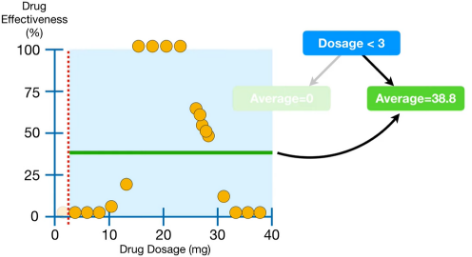 Drug
Effectiveness
(%)
100
75
50
25
0
0
10
20
30
40
Drug Dosage (mg)
Dosage < 3
Average=0
Average=38.8